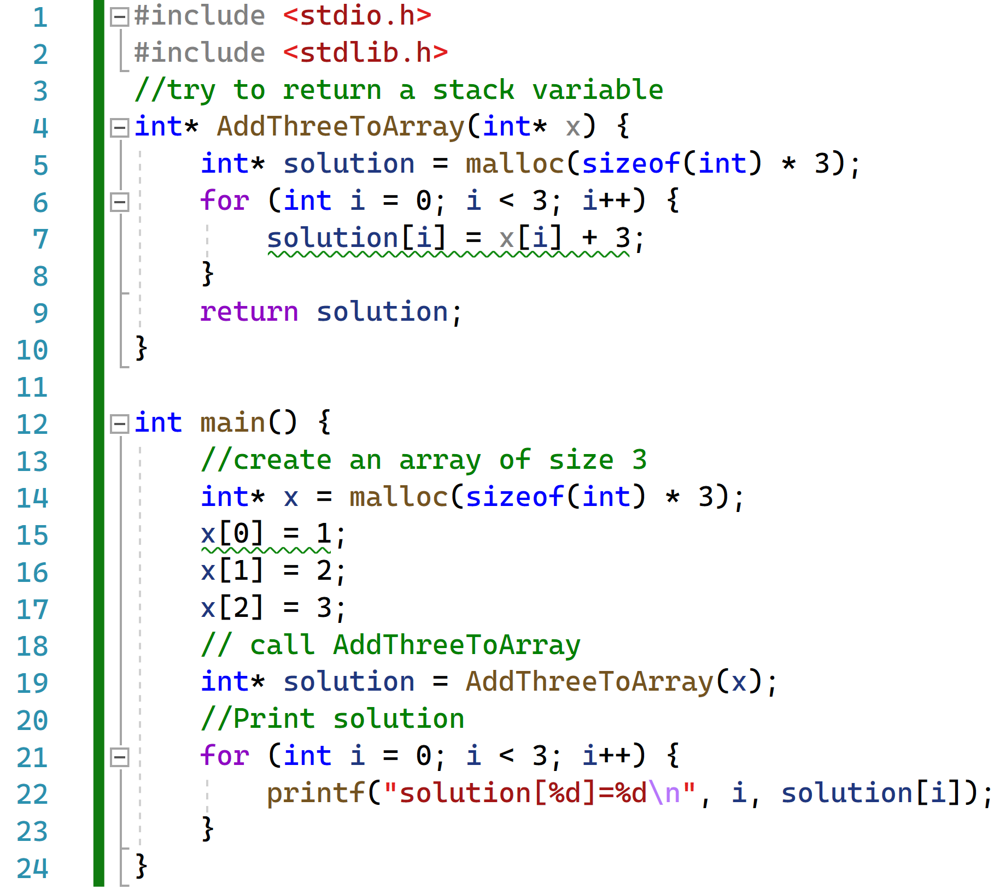 1 #include <stdio.h>
2 #include <stdlib.h>
3 //try to return a stack variable
4 int* AddThreeToArray(int* x) {
5     int* solution = malloc(sizeof(int) * 3);
6     for (int i = 0; i < 3; i++) {
7         solution[i] = x[i] + 3;
8     }
9     return solution;
10 }
11
12 int main() {
13     //create an array of size 3
14     int* x = malloc(sizeof(int) * 3);
15     x[0] = 1;
16     x[1] = 2;
17     x[2] = 3;
18     // call AddThreeToArray
19     int* solution = AddThreeToArray(x);
20     //Print solution
21     for (int i = 0; i < 3; i++) {
22         printf("solution[%d]=%d\n", i, solution[i]);
23     }
24 }